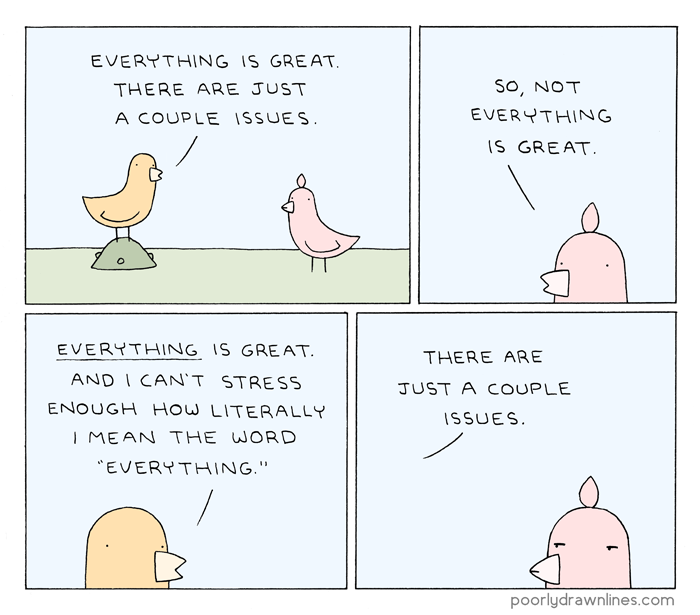 EVERYTHING IS GREAT.
THERE ARE JUST
A COUPLE ISSUES.
SO, NOT
EVERYTHING
IS GREAT.
EVERYTHING IS GREAT.
AND I CAN'T STRESS
ENOUGH HOW LITERALLY
I MEAN THE WORD
"EVERYTHING."
THERE ARE
JUST A COUPLE
ISSUES.
poorlydrawnlines.com